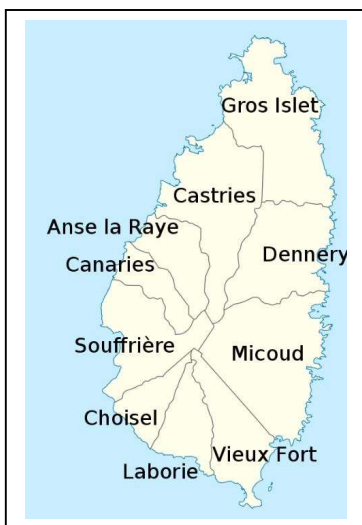 Gros Islet
Castries
Anse la Raye
Dennery
Canaries
Souffrière
Micoud
Choisel
Vieux Fort
Laborie